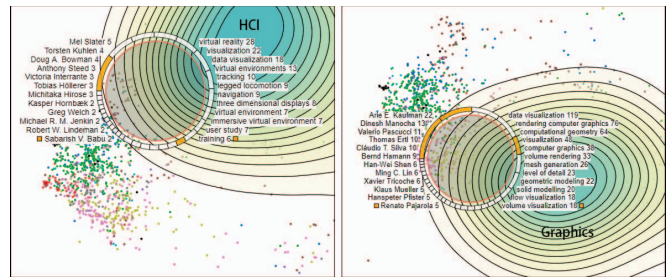 HCI
Mel Slater 5
Torsten Kuhlen 4
Doug A. Bowman 4
Anthony Steed 3
Victoria Interrante 3
Tobias Höllerer 3
Michitaka Hirose 3
Kasper Hornbæk 2
Greg Welch 2
Michael R. M. Jenkin 2
Robert W. Lindeman 2
Sabarish V. Babu 2
virtual reality 28
visualization 22
data visualization 18
virtual environments 13
tracking 10
legged locomotion 9
navigation 9
three dimensional displays 8
virtual environment 7
immersive virtual environment 7
user study 7
training 6
Arie E. Kaufman 22
Dinesh Manocha 13
Valerio Pascucci 11
Thomas Ertl 10
Cláudio T. Silva 10
Bernd Hamann 9
Han-Wei Shen 6
Ming C. Lin 6
Xavier Tricoche 6
Klaus Mueller 5
Hanspeter Pfister 5
Renato Pajarola 5
data visualization 119
rendering computer graphics 76
computational geometry 64
visualization 48
computer graphics 38
volume rendering 33
mesh generation 26
level of detail 23
geometric modeling 22
solid modelling 20
flow visualization 18
volume visualization 18
Graphics